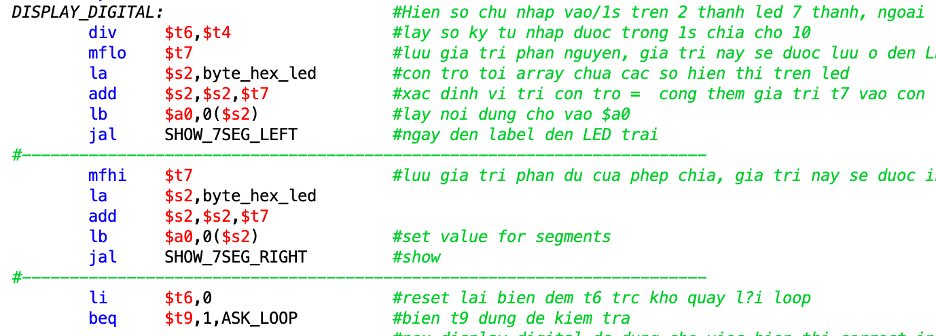 DISPLAY_DIGITAL: #Hien so chu nhap vao/1s tren 2 thanh led 7 thanh, ngoai
div $t6,$t4 #lay so ky tu nhap duoc trong 1s chia cho 10
mflo $t7 #luu gia tri phan nguyen, gia tri nay se duoc luu o den
la $s2,byte_hex_led #con tro toi array chua cac so hien thi tren led
add $s2,$s2,$t7 #xac dinh vi tri con tro = cong them gia tri t7 vao con
lb $a0,0($s2) #lay noi dung cho vao $a0
jal SHOW_7SEG_LEFT #ngay den label den LED trai
#-----------------------------------------------------------------------
mfhi $t7 #luu gia tri phan du cua phep chia, gia tri nay se duoc
la $s2,byte_hex_led
add $s2,$s2,$t7
lb $a0,0($s2) #set value for segments
jal SHOW_7SEG_RIGHT #show
#-----------------------------------------------------------------------
li $t6,0 #reset lai bien dem t6 trc kho quay l?i loop
beq $t9,1,ASK_LOOP #bien t9 dung de kiem tra